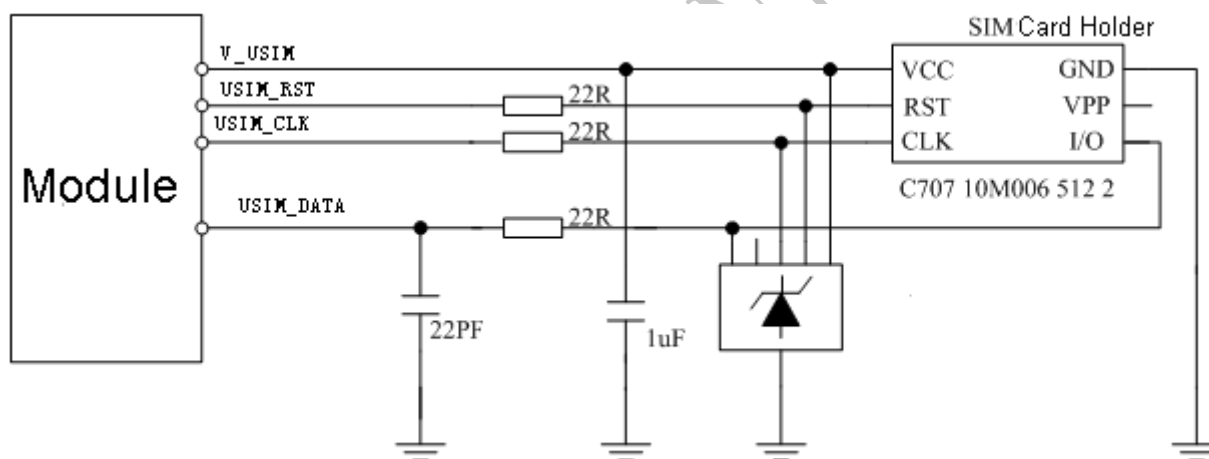 SIM Card Holder
V_USIM
VCC
GND
USIM_RST
22R
RST
VPP
USIM_CLK
22R
CLK
I/O
Module
C707 10M006 512 2
USIM_DATA
22R
22PF
1uF